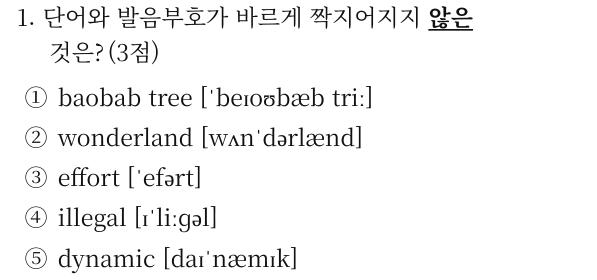 1. 단어와 발음부호가 바르게 짝지어지지 않은
것은? (3점)
① baobab tree [ˈbeɪoʊbæb triː]
② wonderland [wʌnˈdərlænd]
③ effort [ˈefərt]
④ illegal [ɪˈliːgəl]
⑤ dynamic [daɪˈnæmɪk]